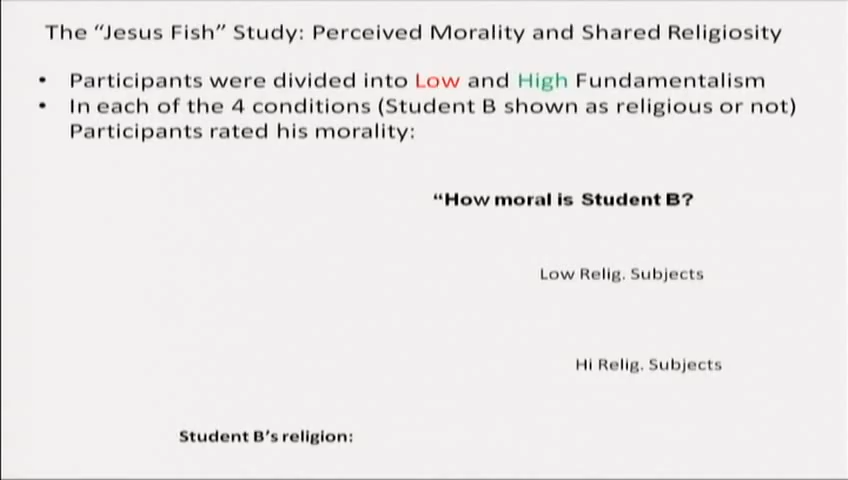 The “Jesus Fish” Study: Perceived Morality and Shared Religiosity
• Participants were divided into Low and High Fundamentalism
• In each of the 4 conditions (Student B shown as religious or not)
Participants rated his morality:
“How moral is Student B?
Low Relig. Subjects
Hi Relig. Subjects
Student B’s religion: